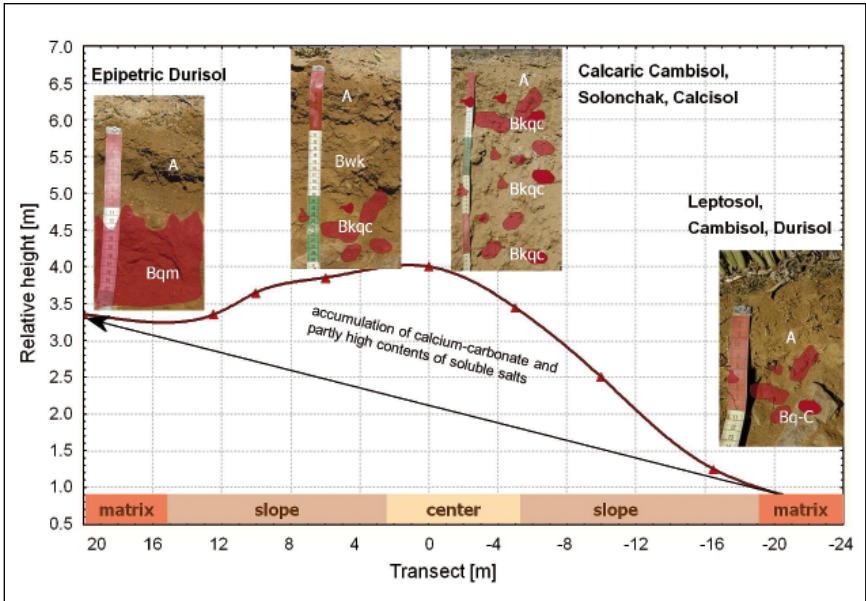 7.0
6.5
6.0
5.5
5.0
4.5
4.0
3.5
3.0
2.5
2.0
1.5
1.0
0.5
Relative height [m]
Epipetric Durisol
A
Bqm
A
Bwk
Bkqc
A
Bkqc
Bkqc
Bkqc
Calcaric Cambisol,
Solonchak, Calcisol
Leptosol,
Cambisol, Durisol
A
Bq-C
accumulation of calcium-carbonate and
partly high contents of soluble salts
matrix slope center slope matrix
20 16 12 8 4 0 -4 -8 -12 -16 -20 -24
Transect [m]